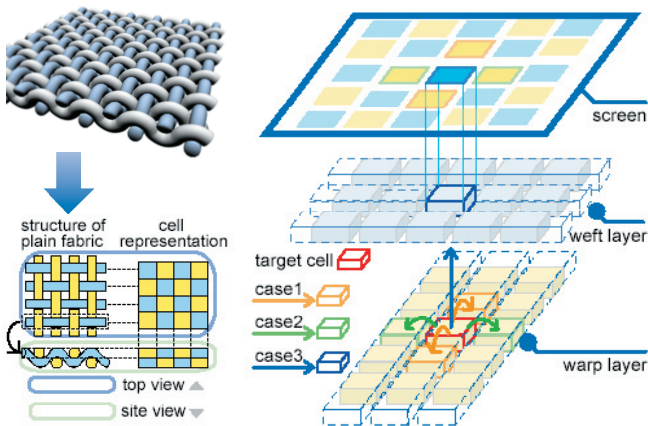 structure of
plain fabric
cell
representation
top view
site view
screen
weft layer
target cell
case1
case2
case3
warp layer